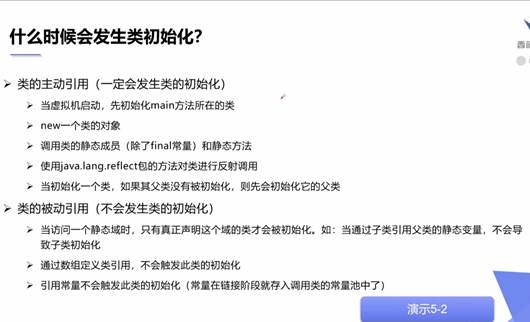 什么时候会发生类初始化？
类的主动引用（一定会发生类的初始化）
当虚拟机启动，先初始化main方法所在的类
new一个类的对象
调用类的静态成员（除了final常量）和静态方法
使用java.lang.reflect包的方法对类进行反射调用
当初始化一个类，如果其父类没有被初始化，则先会初始化它的父类
类的被动引用（不会发生类的初始化）
当访问一个静态域时，只有真正声明这个域的类才会被初始化。如：当通过子类引用父类的静态变量，不会导
致子类初始化
通过数组定义类引用，不会触发此类的初始化
引用常量不会触发此类的初始化（常量在链接阶段就存入调用类的常量池中了）
演示5-2